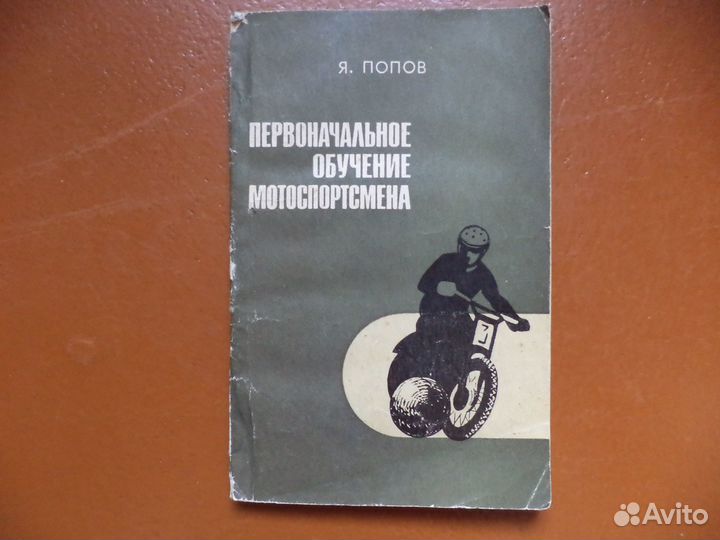 Я. ПОПОВ
ПЕРВОНАЧАЛЬНОЕ
ОБУЧЕНИЕ
МОТОСПОРТСМЕНА
Avito